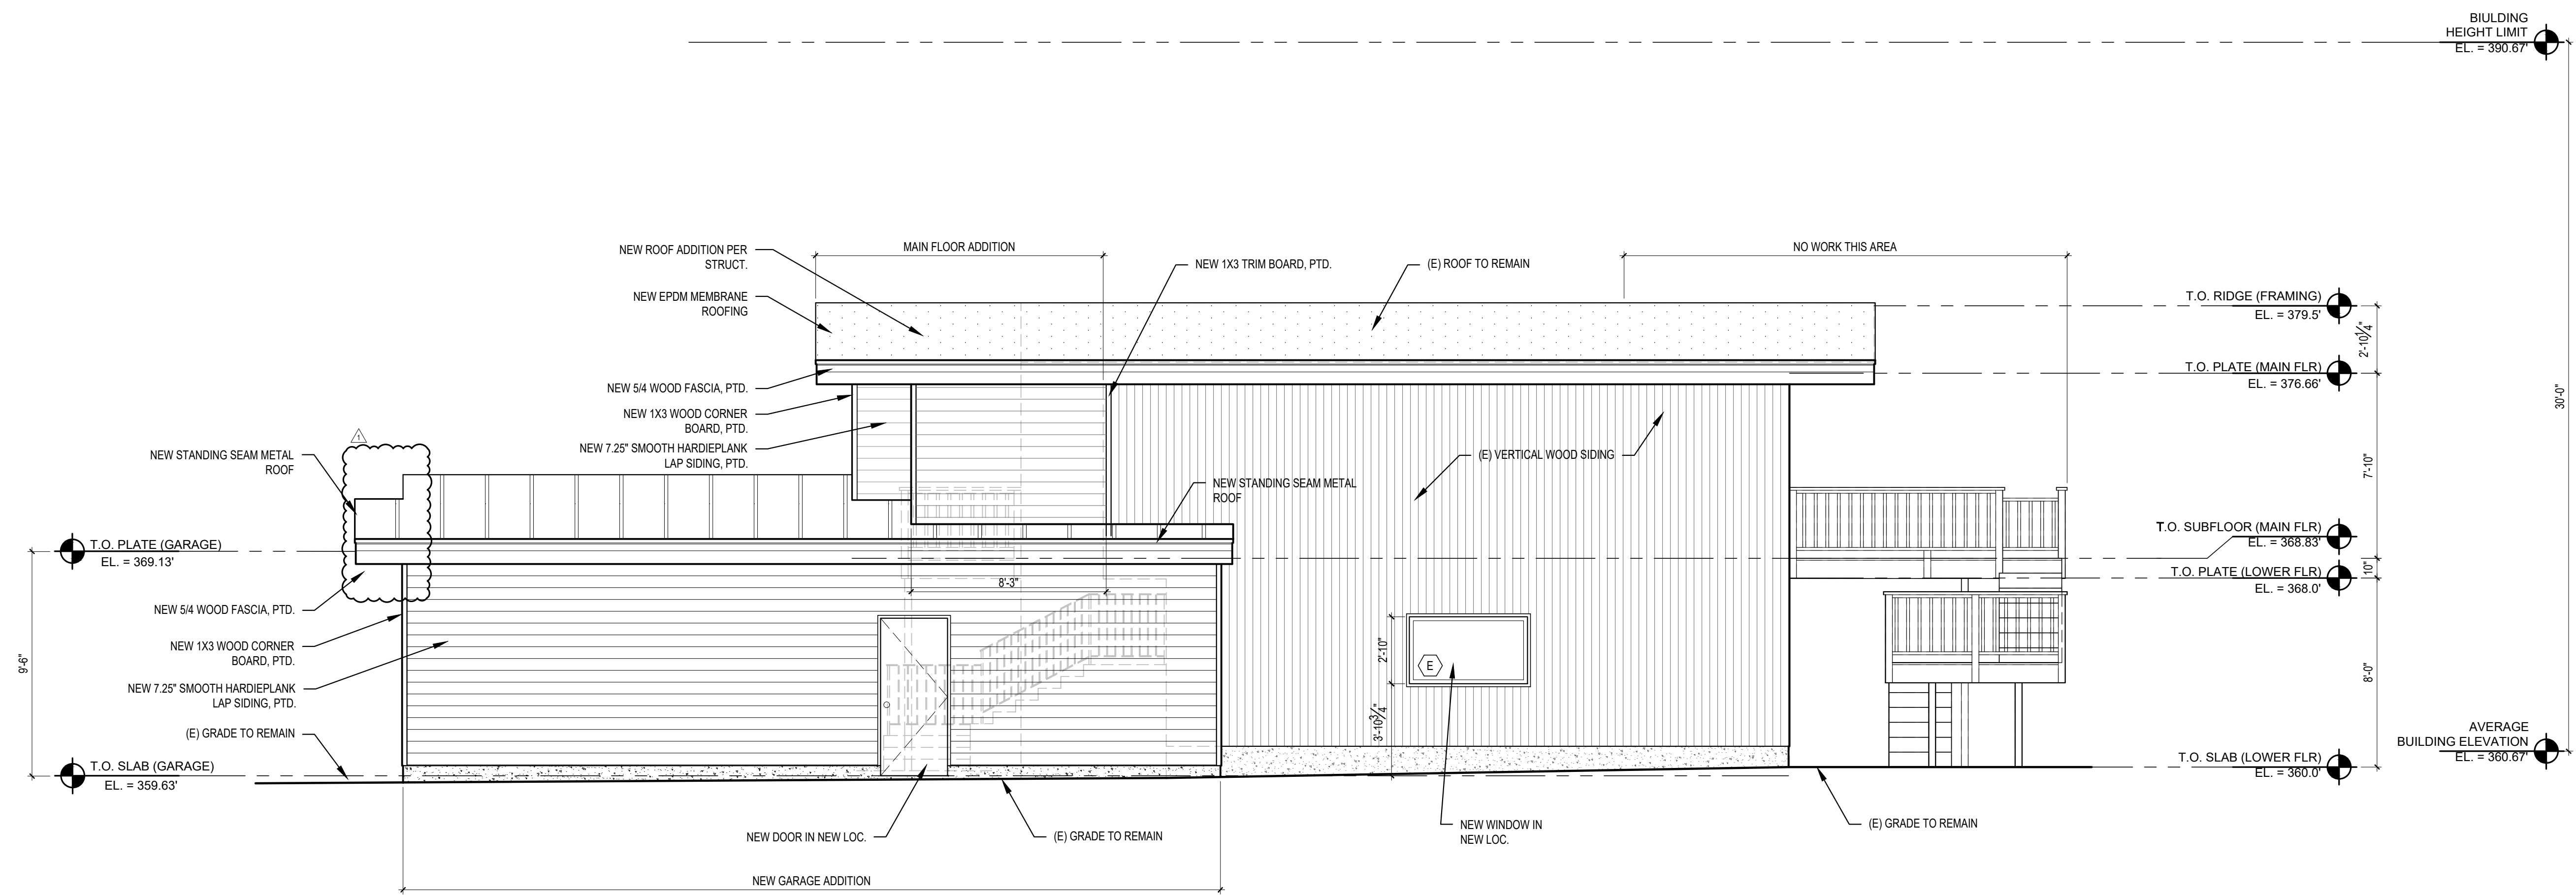 BIULDING
HEIGHT LIMIT
EL. = 390.67'
MAIN FLOOR ADDITION
NO WORK THIS AREA
NEW ROOF ADDITION PER
STRUCT.
NEW 1X3 TRIM BOARD, PTD.
(E) ROOF TO REMAIN
NEW EPDM MEMBRANE
ROOFING
T.O. RIDGE (FRAMING)
EL. = 379.5'
2'-10 1/4"
T.O. PLATE (MAIN FLR)
EL. = 376.66'
30'-0"
NEW 5/4 WOOD FASCIA, PTD.
NEW 1X3 WOOD CORNER
BOARD, PTD.
NEW 7.25" SMOOTH HARDIEPLANK
LAP SIDING, PTD.
1
NEW STANDING SEAM METAL
ROOF
(E) VERTICAL WOOD SIDING
7'-10"
NEW STANDING SEAM METAL
ROOF
T.O. SUBFLOOR (MAIN FLR)
EL. = 368.83'
T.O. PLATE (GARAGE)
EL. = 369.13'
10"
T.O. PLATE (LOWER FLR)
EL. = 368.0'
8'-3"
NEW 5/4 WOOD FASCIA, PTD.
NEW 1X3 WOOD CORNER
BOARD, PTD.
9'-6"
2'-10"
E
8'-0"
NEW 7.25" SMOOTH HARDIEPLANK
LAP SIDING, PTD.
3'-10 3/4"
(E) GRADE TO REMAIN
AVERAGE
BUILDING ELEVATION
EL. = 360.67'
T.O. SLAB (GARAGE)
EL. = 359.63'
T.O. SLAB (LOWER FLR)
EL. = 360.0'
NEW DOOR IN NEW LOC.
(E) GRADE TO REMAIN
NEW WINDOW IN
NEW LOC.
(E) GRADE TO REMAIN
NEW GARAGE ADDITION